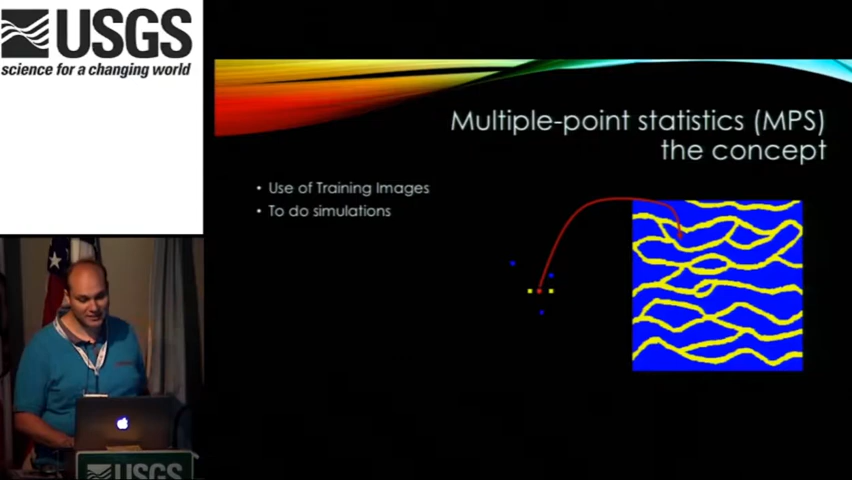 USGS
science for a changing world
Multiple-point statistics (MPS)
the concept
• Use of Training Images
• To do simulations
USGS